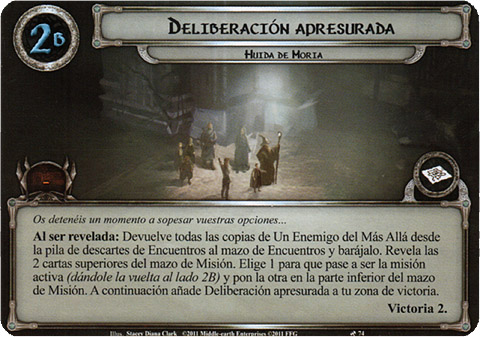 2B
DELIBERACIÓN APRESURADA
HUIDA DE MORIA
Os detenéis un momento a sopesar vuestras opciones...
Al ser revelada: Devuelve todas las copias de Un Enemigo del Más Allá desde
la pila de descartes de Encuentros al mazo de Encuentros y barájalo. Revela las
2 cartas superiores del mazo de Misión. Elige 1 para que pase a ser la misión
activa (dándole la vuelta al lado 2B) y pon la otra en la parte inferior del mazo
de Misión. A continuación añade Deliberación apresurada a tu zona de victoria.
Victoria 2.
Illus. Stacey Diana Clark ©2011 Middle-earth Enterprises ©2011 FFG 74